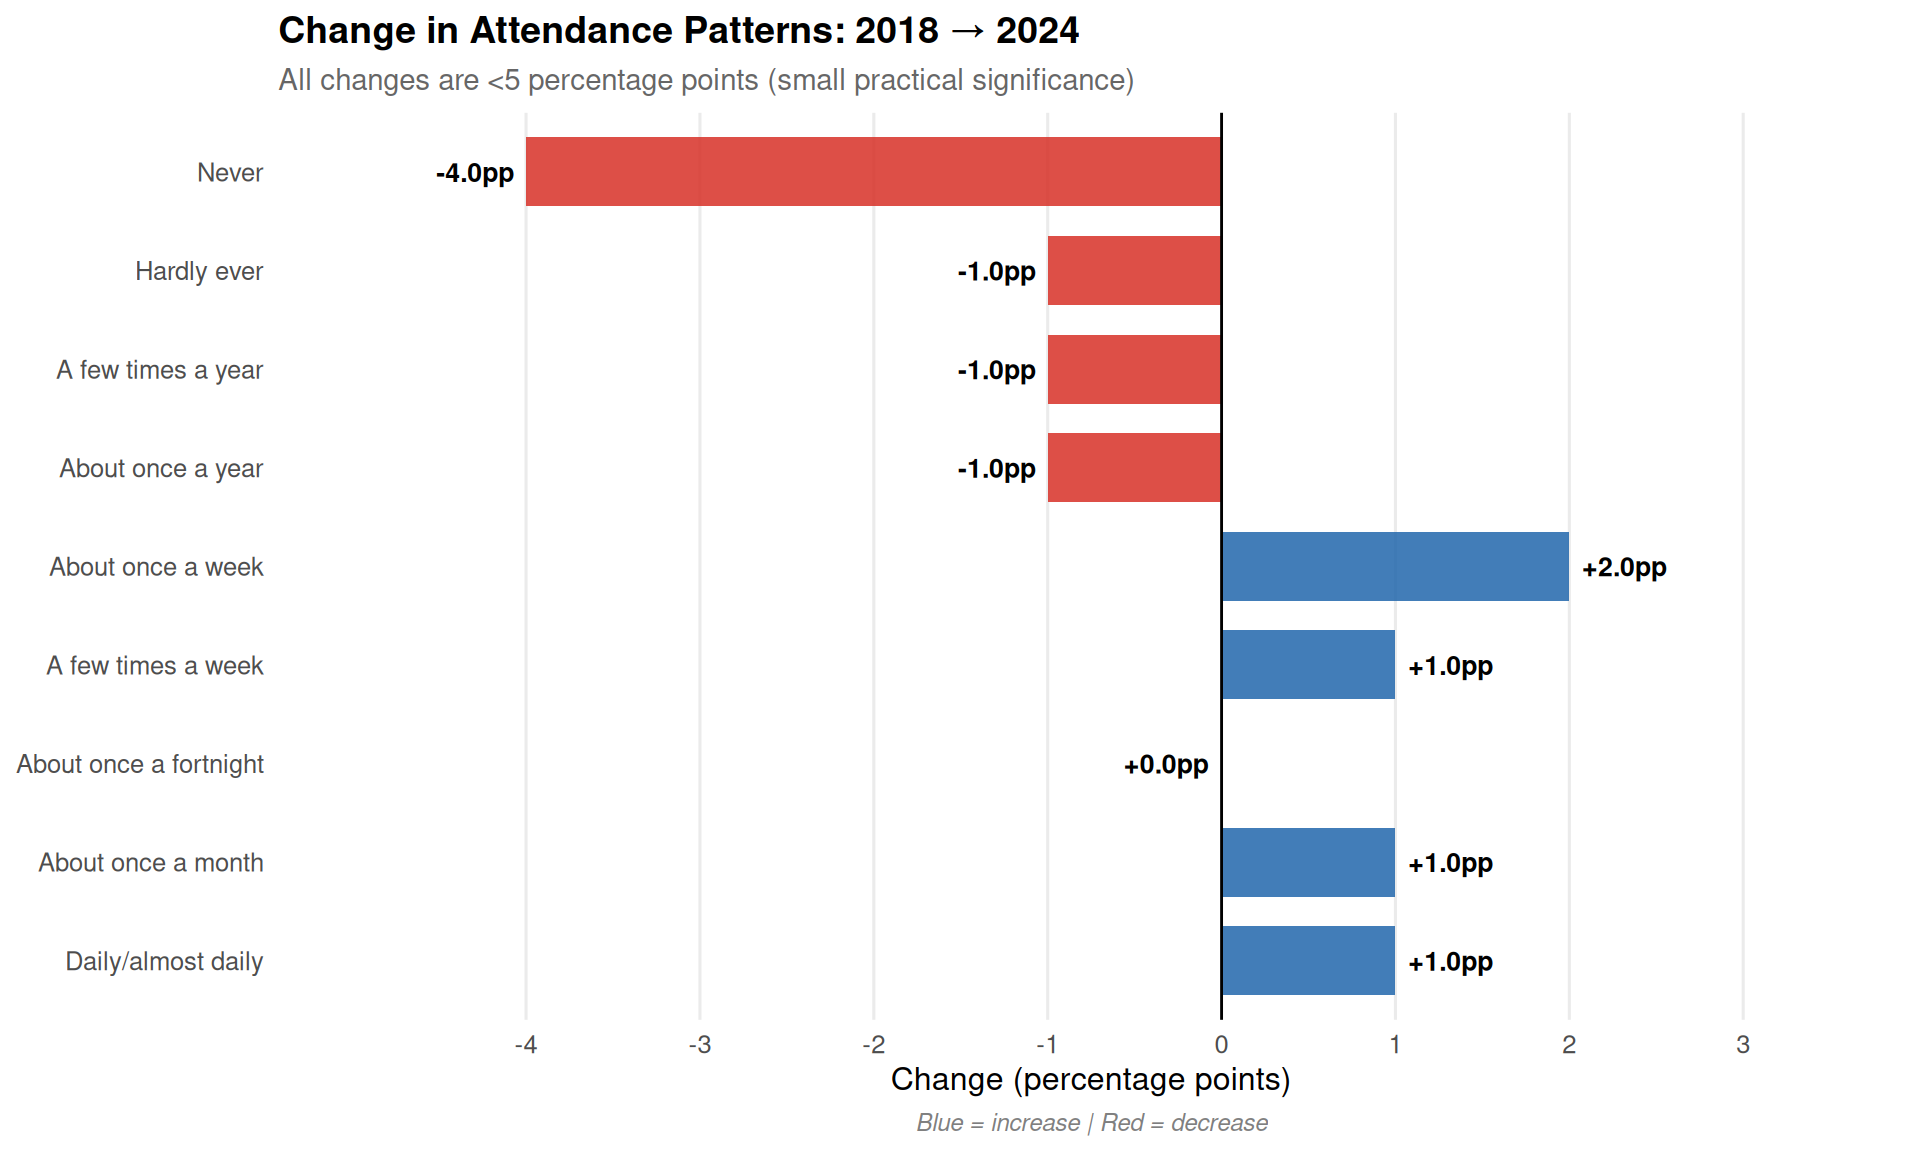 Change in Attendance Patterns: 2018 → 2024
All changes are <5 percentage points (small practical significance)
Never
-4.0pp
Hardly ever
-1.0pp
A few times a year
-1.0pp
About once a year
-1.0pp
About once a week
+2.0pp
A few times a week
+1.0pp
About once a fortnight
+0.0pp
About once a month
+1.0pp
Daily/almost daily
+1.0pp
-4 -3 -2 -1 0 1 2 3
Change (percentage points)
Blue = increase | Red = decrease